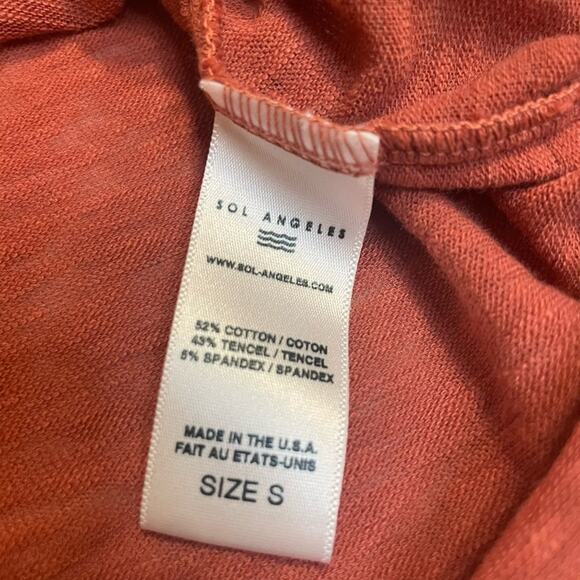 SOL ANGELES
WWW.SOL-ANGELES.COM
52% COTTON / COTON
43% TENCEL / TENCEL
5% SPANDEX / SPANDEX
MADE IN THE U.S.A.
FAIT AU ETATS-UNIS
SIZE S